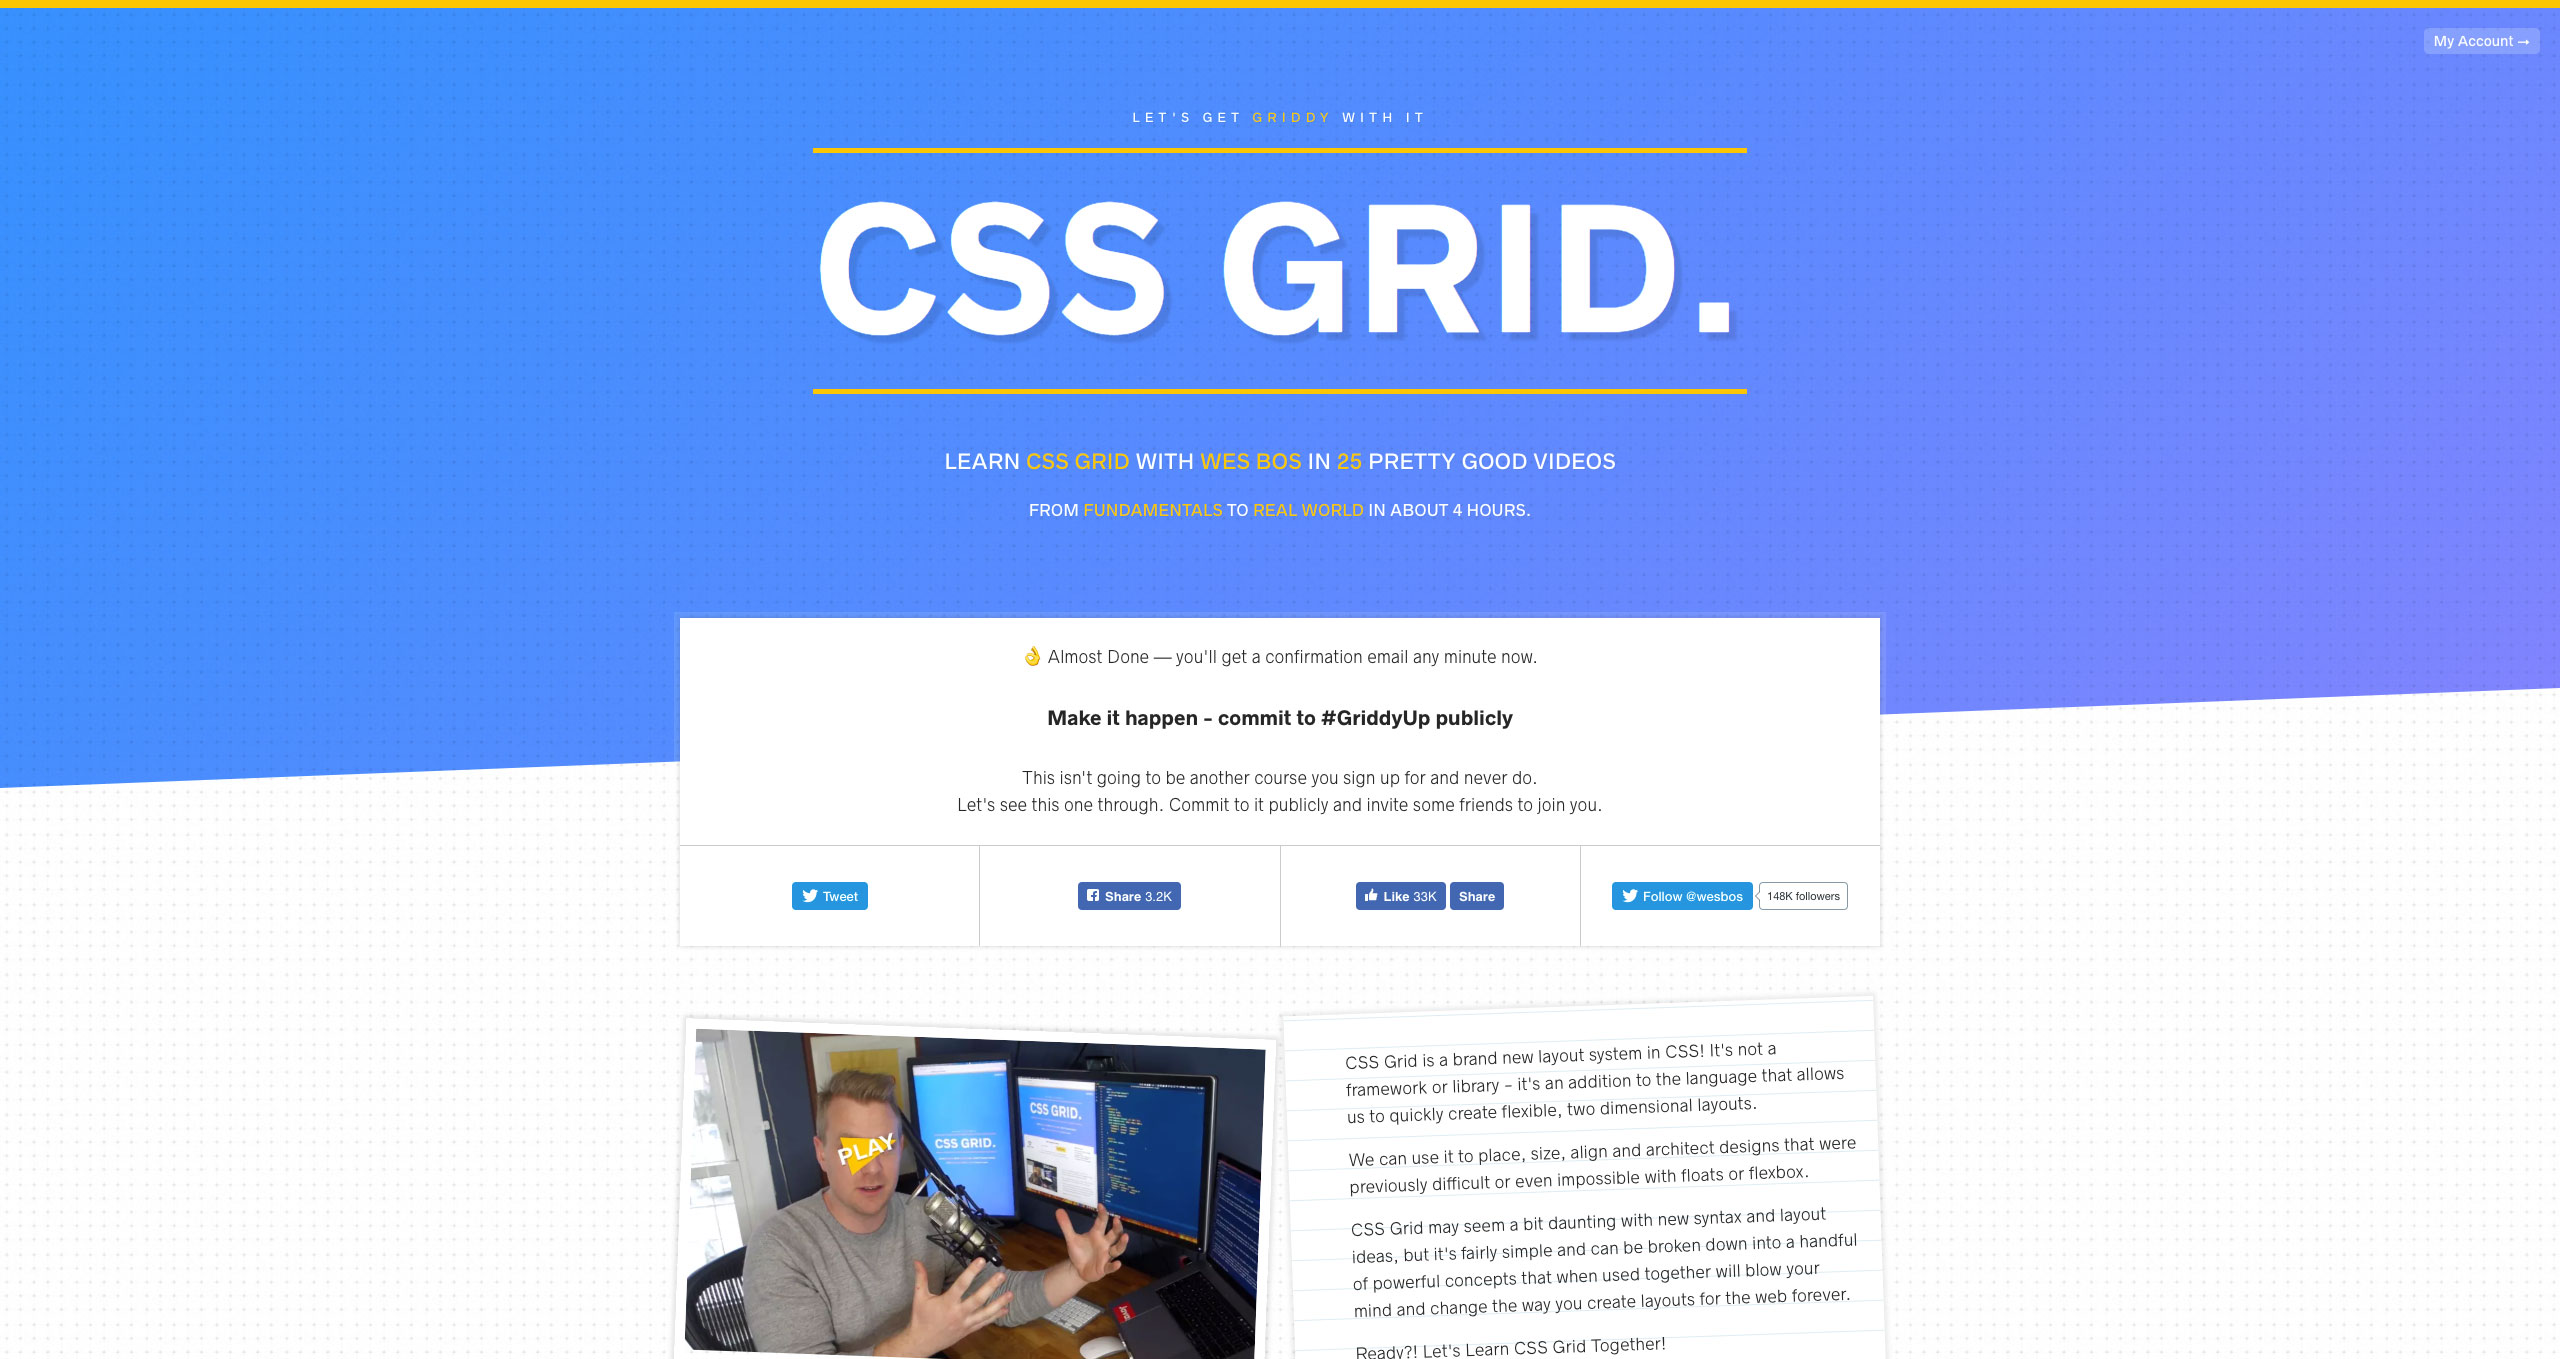 My Account →
LET'S GET GRIDDY WITH IT
CSS GRID.
LEARN CSS GRID WITH WES BOS IN 25 PRETTY GOOD VIDEOS
FROM FUNDAMENTALS TO REAL WORLD IN ABOUT 4 HOURS.
👌 Almost Done — you'll get a confirmation email any minute now.
Make it happen – commit to #GriddyUp publicly
This isn't going to be another course you sign up for and never do.
Let's see this one through. Commit to it publicly and invite some friends to join you.
Tweet
Share 3.2K
Like 33K
Share
Follow @wesbos
148K followers
PLAY
CSS GRID.
CSS GRID.
CSS Grid is a brand new layout system in CSS! It's not a
framework or library – it's an addition to the language that allows
us to quickly create flexible, two dimensional layouts.
We can use it to place, size, align and architect designs that were
previously difficult or even impossible with floats or flexbox.
CSS Grid may seem a bit daunting with new syntax and layout
ideas, but it's fairly simple and can be broken down into a handful
of powerful concepts that when used together will blow your
mind and change the way you create layouts for the web forever.
Ready?! Let's Learn CSS Grid Together!